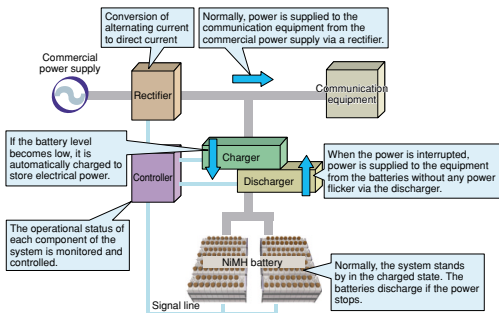 Conversion of
alternating current
to direct current
Normally, power is supplied to the
communication equipment from the
commercial power supply via a rectifier.
Commercial
power supply
Rectifier
Communication
equipment
If the battery level
becomes low, it is
automatically charged to
store electrical power.
Charger
When the power is interrupted,
power is supplied to the equipment
from the batteries without any power
flicker via the discharger.
Controller
Discharger
The operational status of
each component of the
system is monitored and
controlled.
NiMH battery
Normally, the system stands
by in the charged state. The
batteries discharge if the power
stops.
Signal line